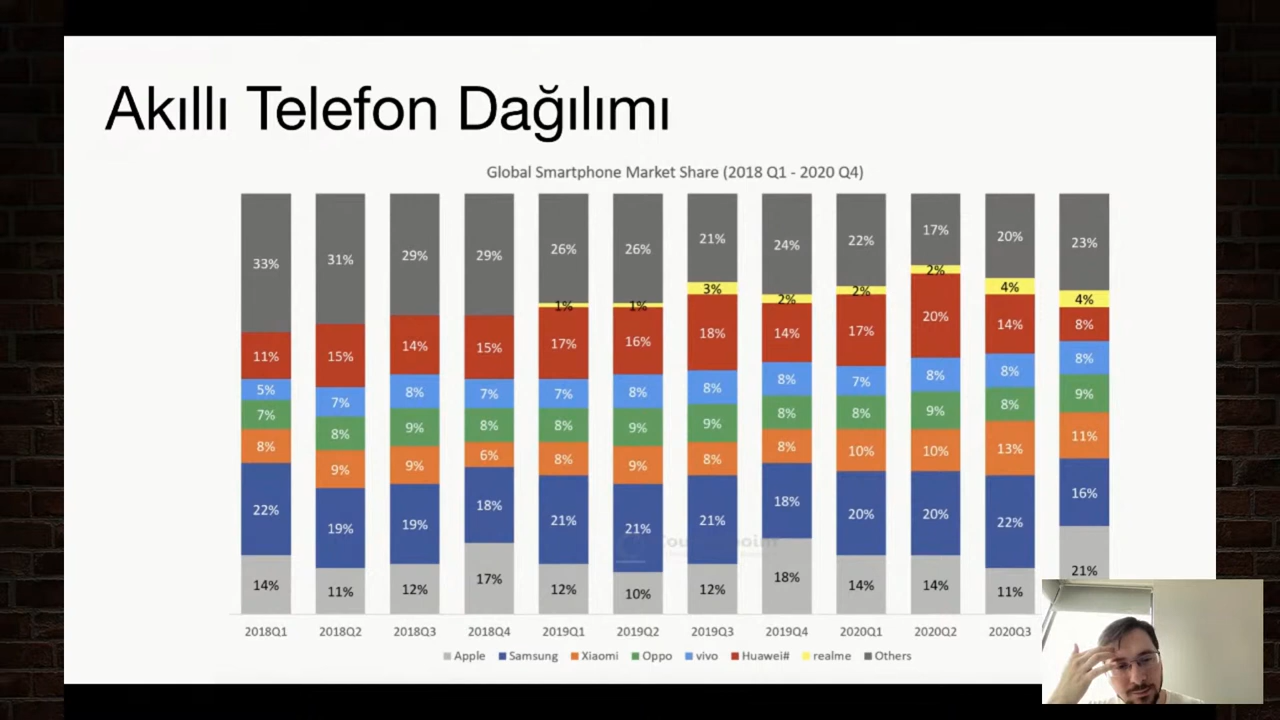 Akıllı Telefon Dağılımı
Global Smartphone Market Share (2018 Q1 - 2020 Q4)
33% 31% 29% 29% 26% 26% 21% 24% 22% 17% 20% 23%
1% 1% 3% 2% 2% 2% 4% 4%
11% 15% 14% 15% 17% 16% 18% 14% 17% 20% 14% 8%
5% 7% 8% 7% 7% 8% 8% 8% 7% 8% 8% 8%
7% 8% 9% 8% 8% 9% 9% 8% 8% 9% 8% 9%
8% 9% 9% 6% 8% 9% 8% 8% 10% 10% 13% 11%
22% 19% 19% 18% 21% 21% 21% 18% 20% 20% 22% 16%
14% 11% 12% 17% 12% 10% 12% 18% 14% 14% 11% 21%
2018Q1 2018Q2 2018Q3 2018Q4 2019Q1 2019Q2 2019Q3 2019Q4 2020Q1 2020Q2 2020Q3
Apple Samsung Xiaomi Oppo vivo Huawei# realme Others